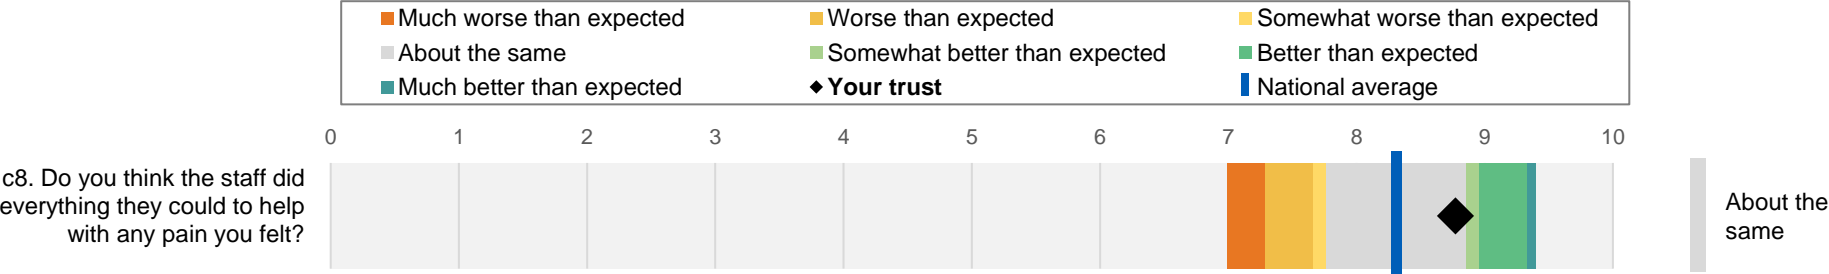 Much worse than expected Worse than expected Somewhat worse than expected
About the same Somewhat better than expected Better than expected
Much better than expected Your trust National average
0 1 2 3 4 5 6 7 8 9 10
c8. Do you think the staff did
everything they could to help
with any pain you felt?
About the
same